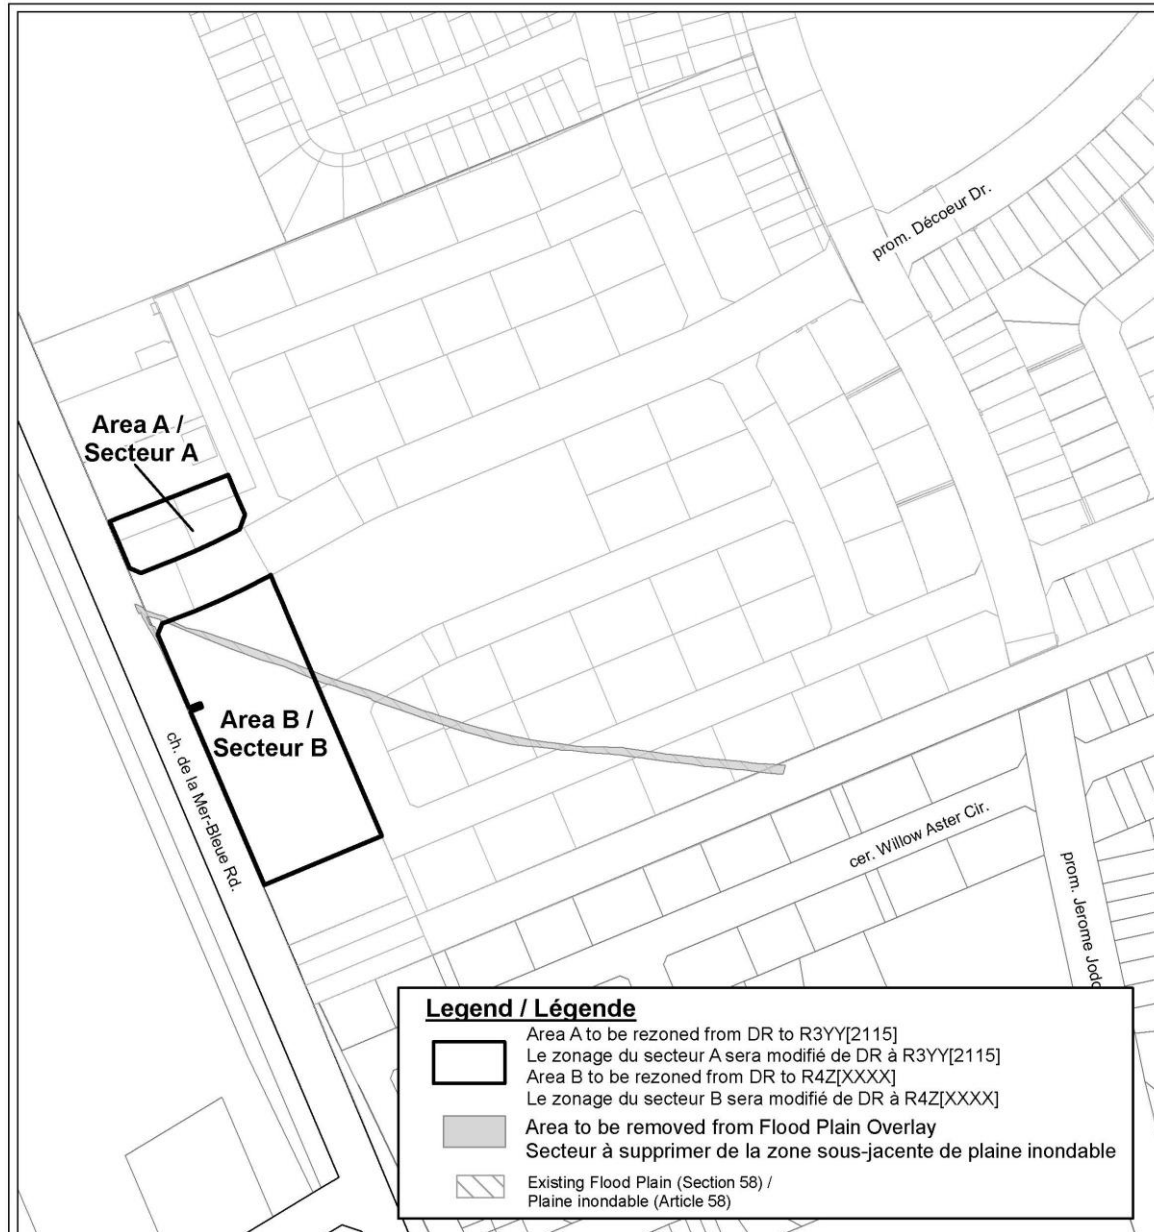 prom. Décoeur Dr.
Area A /
Secteur A
Area B /
Secteur B
ch. de la Mer-Bleue Rd.
cer. Willow Aster Cir.
prom. Jerome Jodo
Legend / Légende
Area A to be rezoned from DR to R3YY[2115]
Le zonage du secteur A sera modifié de DR à R3YY[2115]
Area B to be rezoned from DR to R4Z[XXXX]
Le zonage du secteur B sera modifié de DR à R4Z[XXXX]
Area to be removed from Flood Plain Overlay
Secteur à supprimer de la zone sous-jacente de plaine inondable
Existing Flood Plain (Section 58) /
Plaine inondable (Article 58)